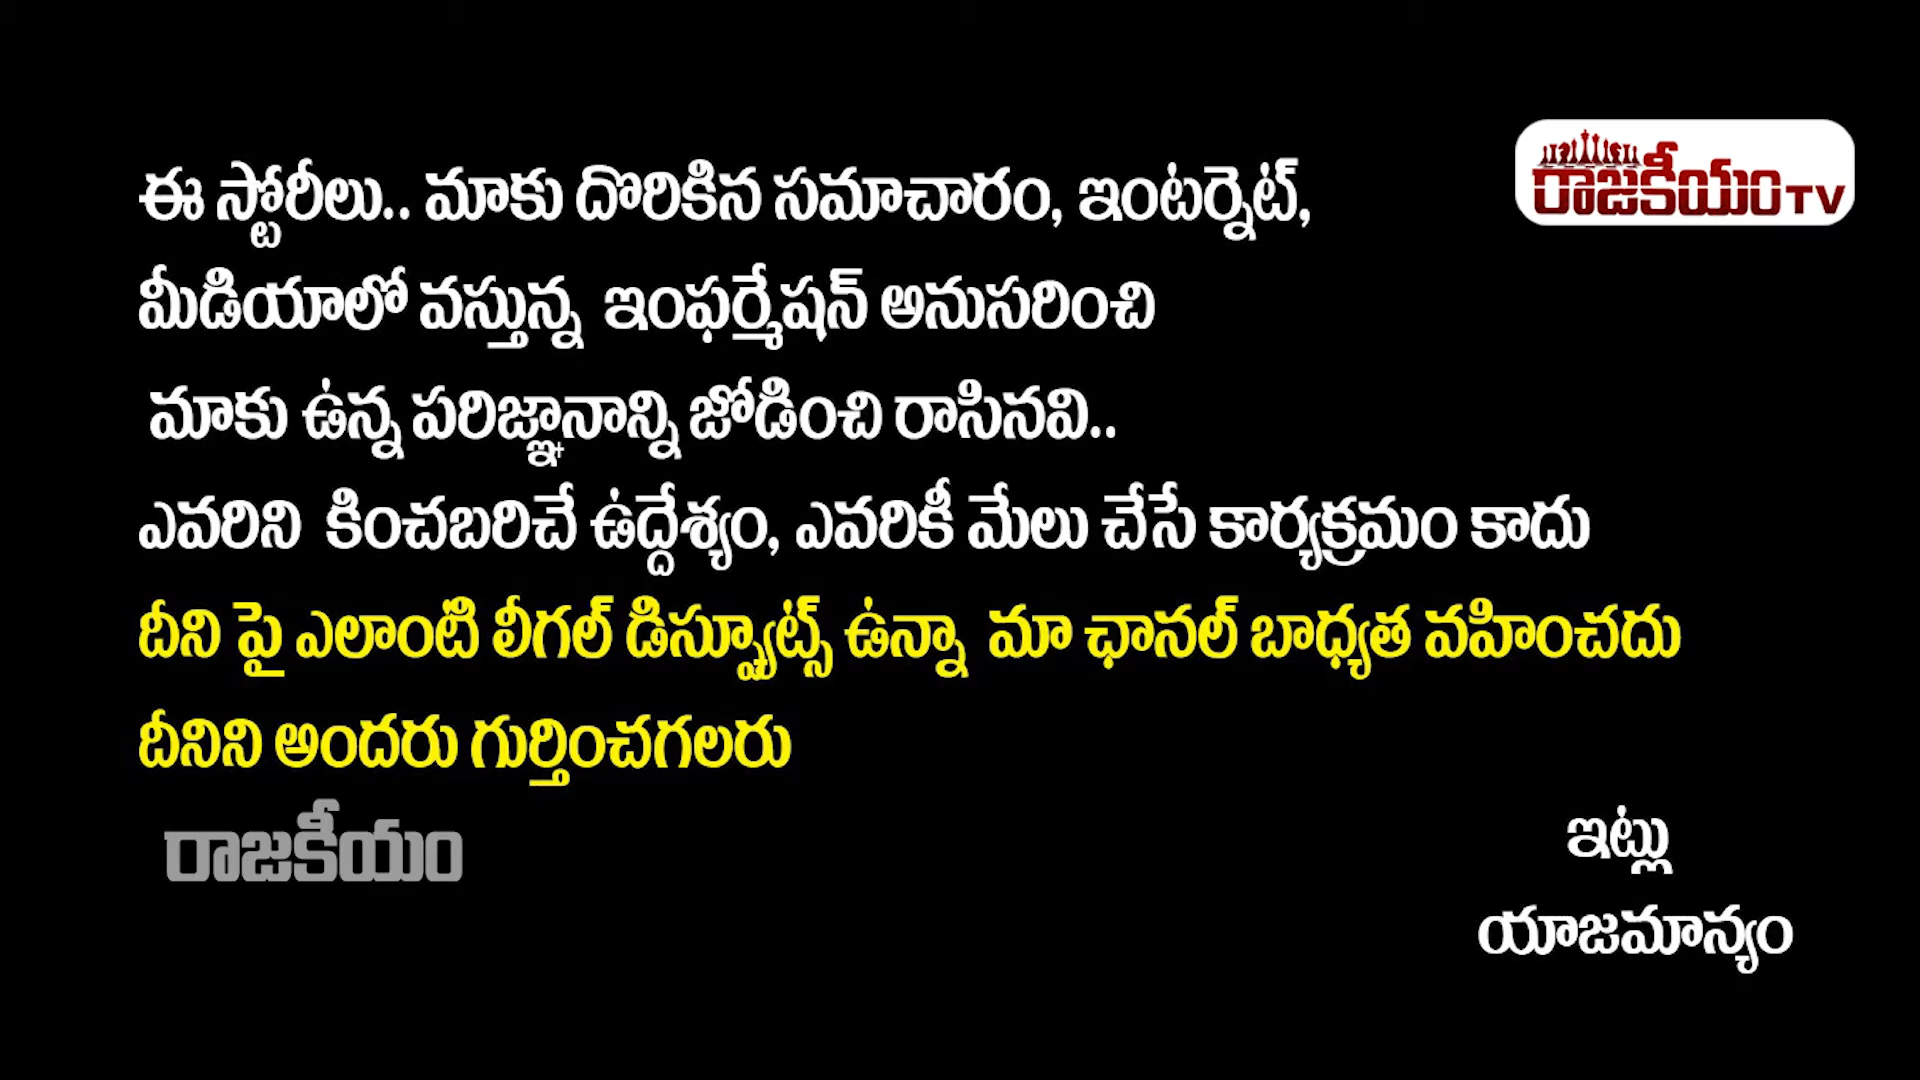 రాజకీయం TV
ఈ స్టోరీలు.. మాకు దొరికిన సమాచారం, ఇంటర్నెట్,
మీడియాలో వస్తున్న ఇంఫర్మేషన్ అనుసరించి
మాకు ఉన్న పరిజ్ఞానాన్ని జోడించి రాసినవి..
ఎవరిని కించబరిచే ఉద్దేశ్యం, ఎవరికీ మేలు చేసే కార్యక్రమం కాదు
దీని పై ఎలాంటి లీగల్ డిస్ప్యూట్స్ ఉన్నా మా ఛానల్ బాధ్యత వహించదు
దీనిని అందరు గుర్తించగలరు
రాజకీయం
ఇట్లు
యాజమాన్యం